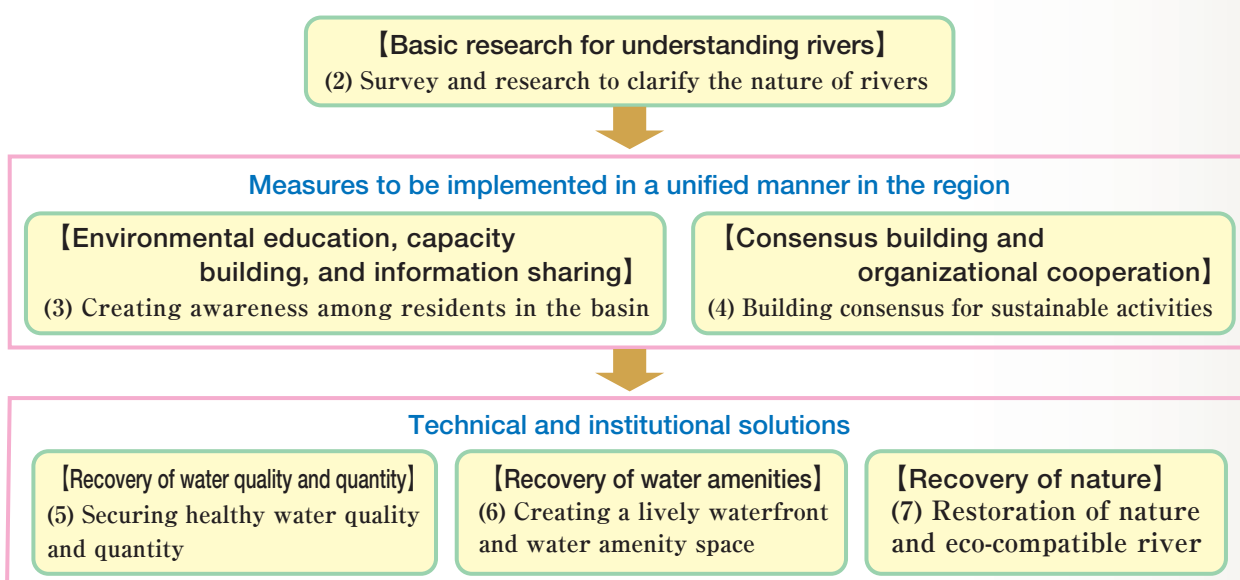 【Basic research for understanding rivers】
(2) Survey and research to clarify the nature of rivers
Measures to be implemented in a unified manner in the region
【Environmental education, capacity
building, and information sharing】
(3) Creating awareness among residents in the basin
【Consensus building and
organizational cooperation】
(4) Building consensus for sustainable activities
Technical and institutional solutions
【Recovery of water quality and quantity】
(5) Securing healthy water quality
and quantity
【Recovery of water amenities】
(6) Creating a lively waterfront
and water amenity space
【Recovery of nature】
(7) Restoration of nature
and eco-compatible river